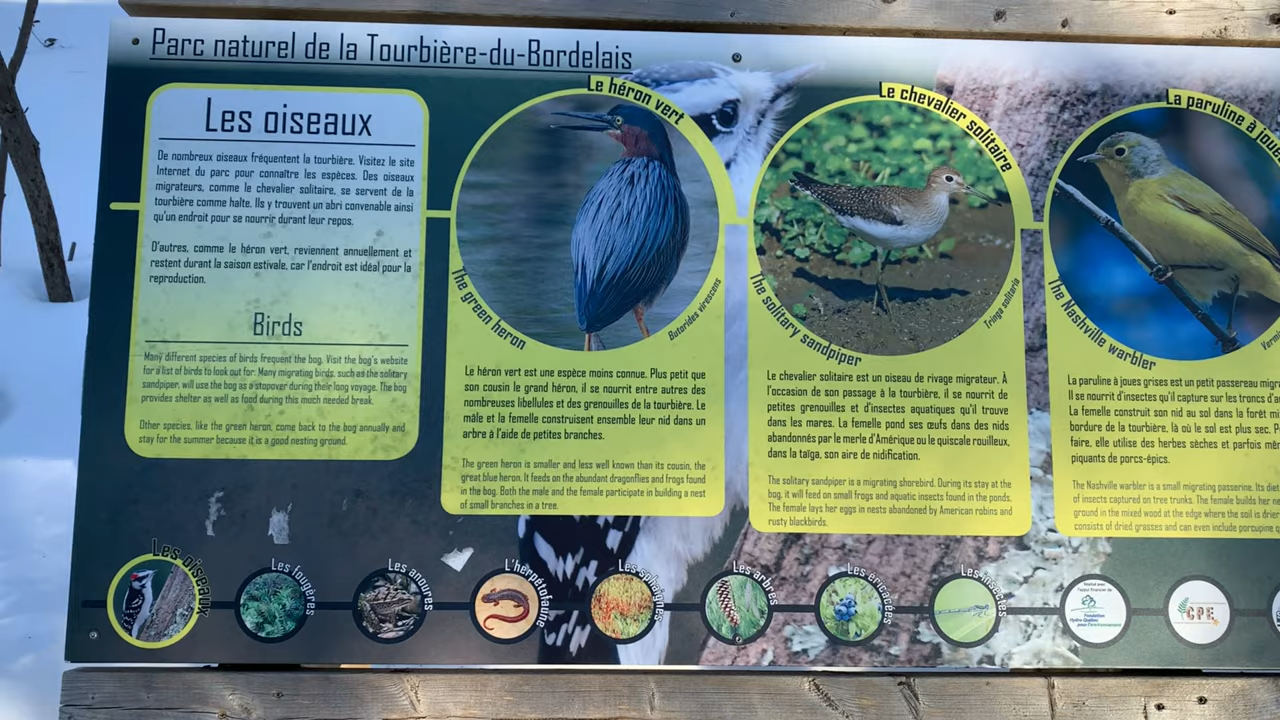 Parc naturel de la Tourbière-du-Bordelais
Les oiseaux
De nombreux oiseaux fréquentent la tourbière. Visitez le site
Internet du parc pour connaître les espèces. Des oiseaux
migrateurs, comme le chevalier solitaire, se servent de la
tourbière comme halte. Ils y trouvent un abri convenable ainsi
qu'un endroit pour se nourrir durant leur repos.
D'autres, comme le héron vert, reviennent annuellement et
restent durant la saison estivale, car l'endroit est idéal pour la
reproduction.
Birds
Many different species of birds frequent the bog. Visit the bog's website
for a list of birds to look out for. Many migrating birds, such as the solitary
sandpiper, will use the bog as a stopover during their long voyage. The bog
provides shelter as well as food during this much needed break.
Other species, like the green heron, come back to the bog annually and
stay for the summer because it is a good nesting ground.
Le héron vert
The green heron
Butorides virescens
Le héron vert est une espèce moins connue. Plus petit que
son cousin le grand héron, il se nourrit entre autres des
nombreuses libellules et des grenouilles de la tourbière. Le
mâle et la femelle construisent ensemble leur nid dans un
arbre à l'aide de petites branches.
The green heron is smaller and less well known than its cousin, the
great blue heron. It feeds on the abundant dragonflies and frogs found
in the bog. Both the male and the female participate in building a nest
of small branches in a tree.
Le chevalier solitaire
The solitary sandpiper
Tringa solitaria
Le chevalier solitaire est un oiseau de rivage migrateur. À
l'occasion de son passage à la tourbière, il se nourrit de
petites grenouilles et d'insectes aquatiques qu'il trouve
dans les mares. La femelle pond ses œufs dans des nids
abandonnés par le merle d'Amérique ou le quiscale rouilleux,
dans la taïga, son aire de nidification.
The solitary sandpiper is a migrating shorebird. During its stay at the
bog, it will feed on small frogs and aquatic insects found in the ponds.
The female lays her eggs in nests abandoned by American robins and
rusty blackbirds.
La paruline à joue
The Nashville warbler
Vermi
La paruline à joues grises est un petit passereau migra
Il se nourrit d'insectes qu'il capture sur les troncs d'a
La femelle construit son nid au sol dans la forêt mi
bordure de la tourbière, là où le sol est plus sec. P
faire, elle utilise des herbes sèches et parfois mê
piquants de porcs-épics.
The Nashville warbler is a small migrating passerine. Its diet
of insects captured on tree trunks. The female builds her ne
ground in the mixed wood at the edge where the soil is drier
consists of dried grasses and can even include porcupine q
Les oiseaux
Les fougères
Les anoures
L'herpétofaune
Les sphaignes
Les arbres
Les éricacées
Les insectes
Réalisé avec
l'appui financier de
Fondation
Hydro-Québec
pour l'environnement
CPE